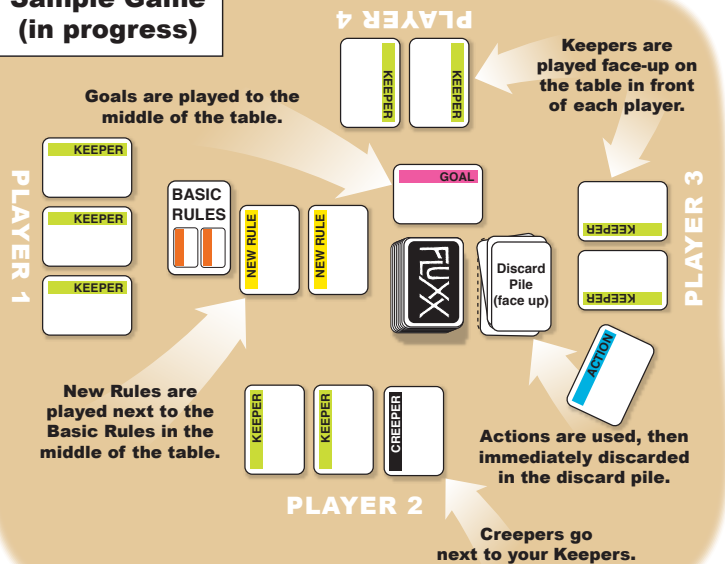 Sample Game
(in progress)
PLAYER 4
Keepers are
played face-up on
the table in front
of each player.
KEEPER
KEEPER
Goals are played to the
middle of the table.
PLAYER 1
KEEPER
KEEPER
KEEPER
BASIC
RULES
NEW RULE
NEW RULE
GOAL
FLUXX
Discard
Pile
(face up)
PLAYER 3
KEEPER
KEEPER
ACTION
New Rules are
played next to the
Basic Rules in the
middle of the table.
KEEPER
KEEPER
CREEPER
PLAYER 2
Actions are used, then
immediately discarded
in the discard pile.
Creepers go
next to your Keepers.